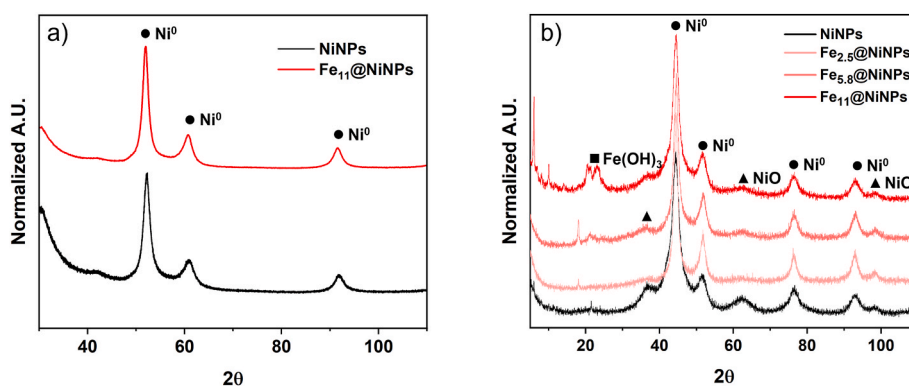 a)
● Ni⁰
NiNPs
Fe₁₁@NiNPs
● Ni⁰
● Ni⁰
Normalized A.U.
40 60 80 100
2θ
b)
● Ni⁰
NiNPs
Fe₂.₅@NiNPs
Fe₅.₈@NiNPs
Fe₁₁@NiNPs
● Ni⁰
■ Fe(OH)₃
● Ni⁰
● Ni⁰
▲ NiO
▲ NiO
▲
Normalized A.U.
20 40 60 80 100
2θ